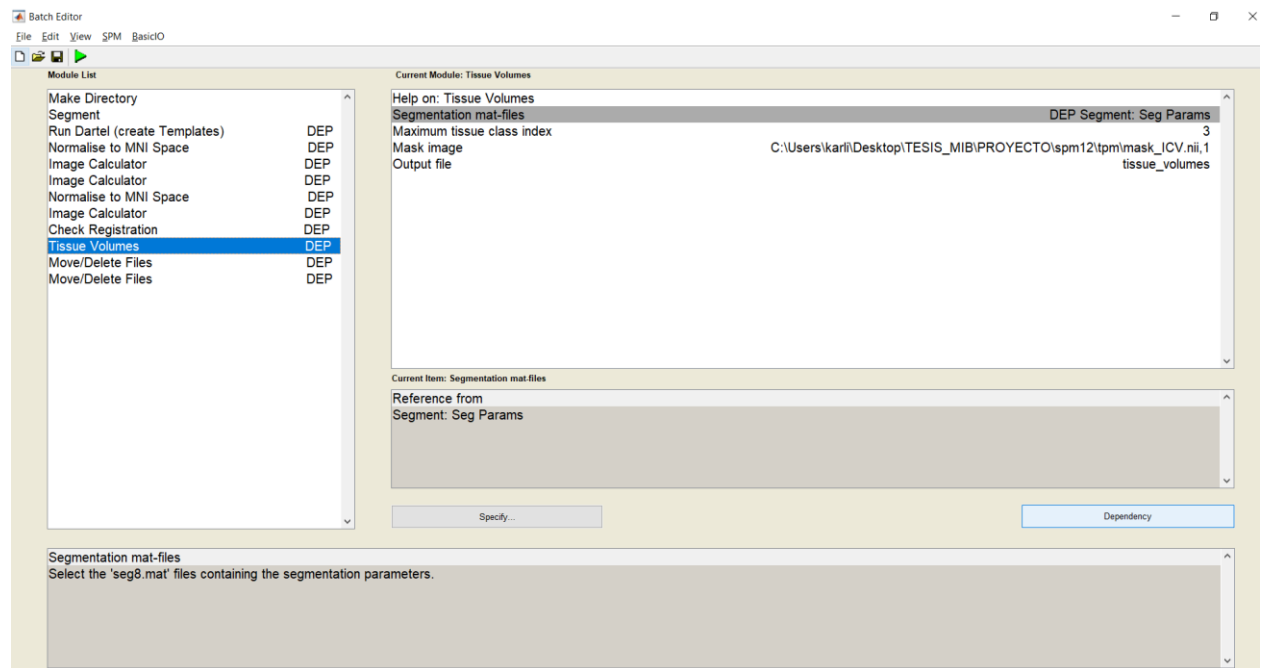 Batch Editor
File Edit View SPM BasicIO
Module List
Make Directory
Segment
Run Dartel (create Templates) DEP
Normalise to MNI Space DEP
Image Calculator DEP
Image Calculator DEP
Normalise to MNI Space DEP
Image Calculator DEP
Check Registration DEP
Tissue Volumes DEP
Move/Delete Files DEP
Move/Delete Files DEP
Current Module: Tissue Volumes
Help on: Tissue Volumes
Segmentation mat-files DEP Segment: Seg Params
Maximum tissue class index 3
Mask image C:\Users\karli\Desktop\TESIS_MIB\PROYECTO\spm12\tpm\mask_ICV.nii,1
Output file tissue_volumes
Current Item: Segmentation mat-files
Reference from
Segment: Seg Params
Specify...
Dependency
Segmentation mat-files
Select the 'seg8.mat' files containing the segmentation parameters.